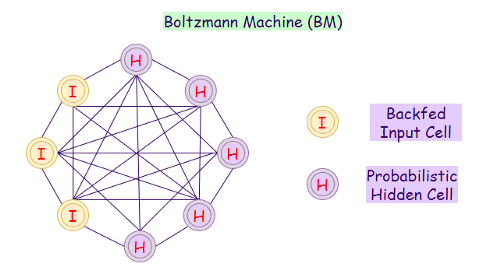 Boltzmann Machine (BM)
H
I
H
I
H
I
H
H
I
Backfed
Input Cell
H
Probabilistic
Hidden Cell